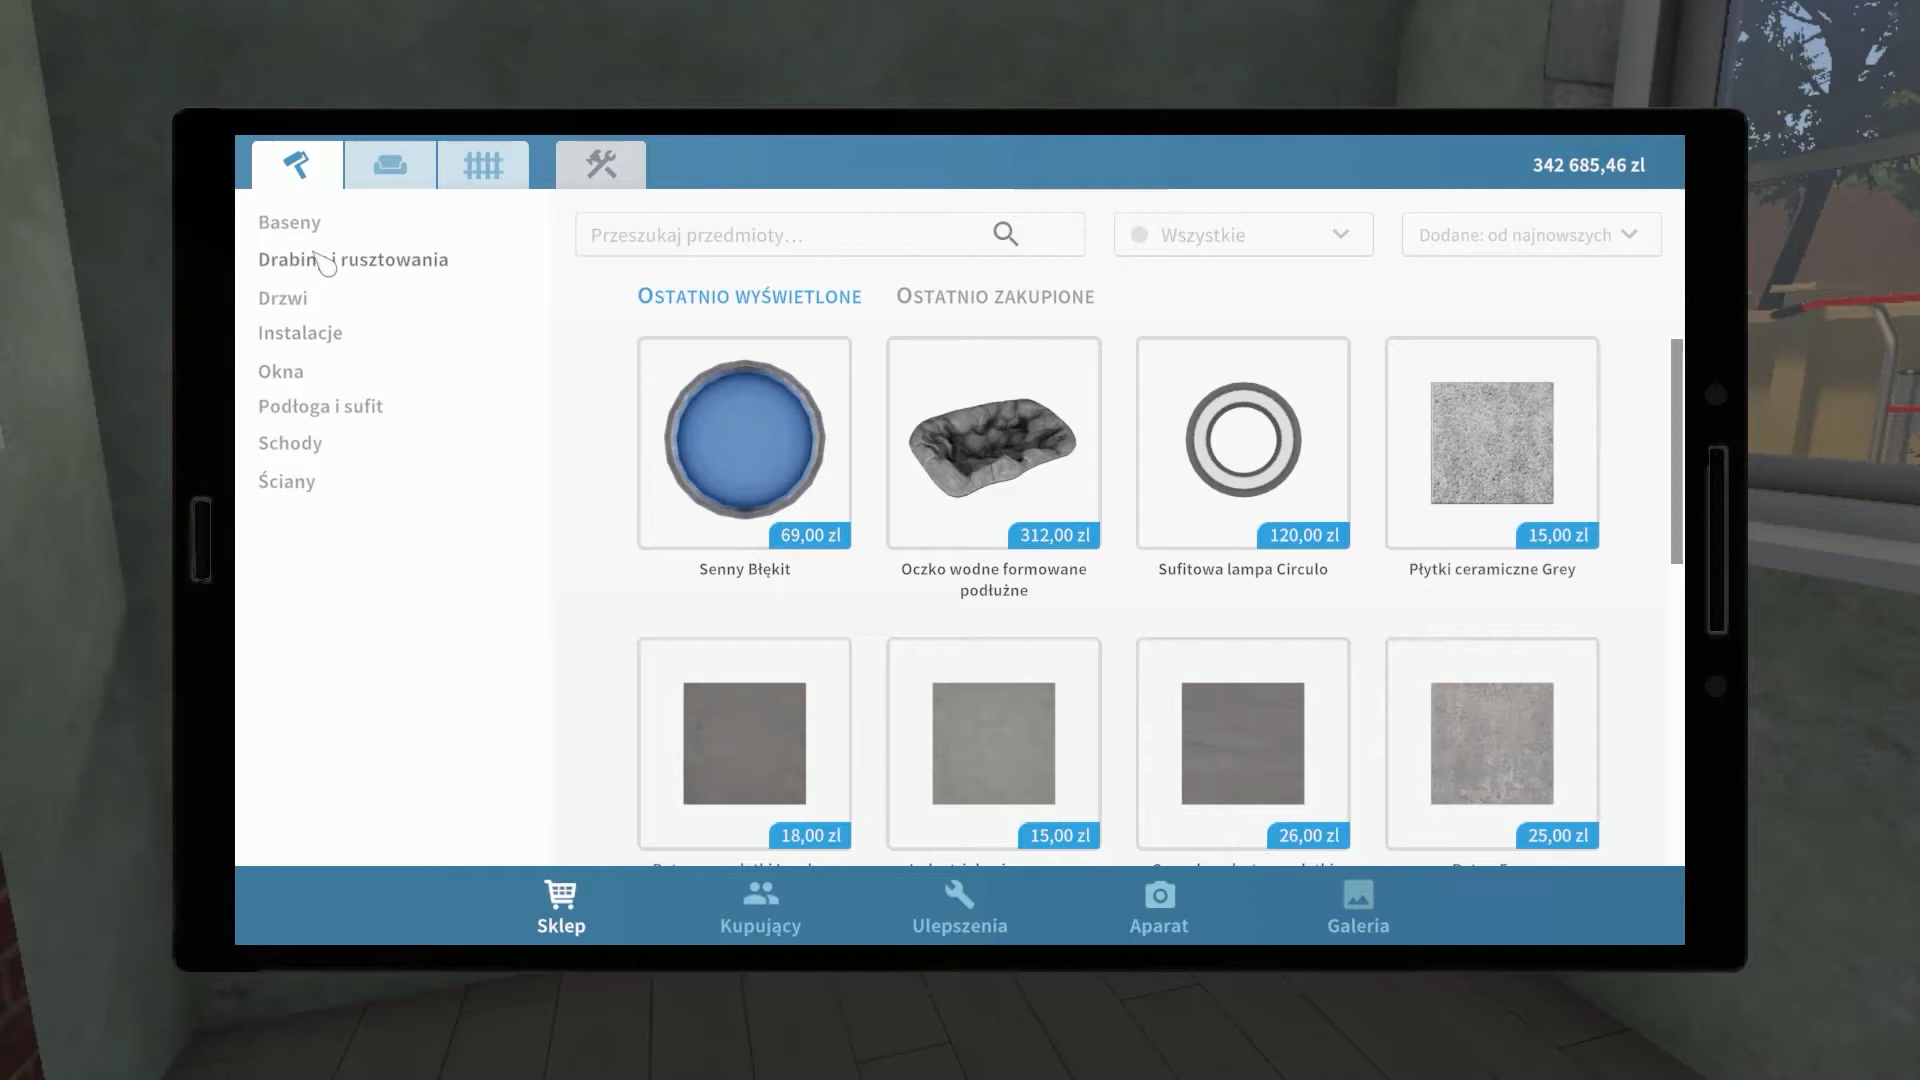 342 685,46 zl
Baseny
Drabiny i rusztowania
Drzwi
Instalacje
Okna
Podłoga i sufit
Schody
Ściany
Przeszukaj przedmioty...
Wszystkie
Dodane: od najnowszych
OSTATNIO WYŚWIETLONE
OSTATNIO ZAKUPIONE
69,00 zl
312,00 zl
120,00 zl
15,00 zl
Senny Błękit
Oczko wodne formowane
podłużne
Sufitowa lampa Circulo
Płytki ceramiczne Grey
18,00 zl
15,00 zl
26,00 zl
25,00 zl
Sklep
Kupujący
Ulepszenia
Aparat
Galeria